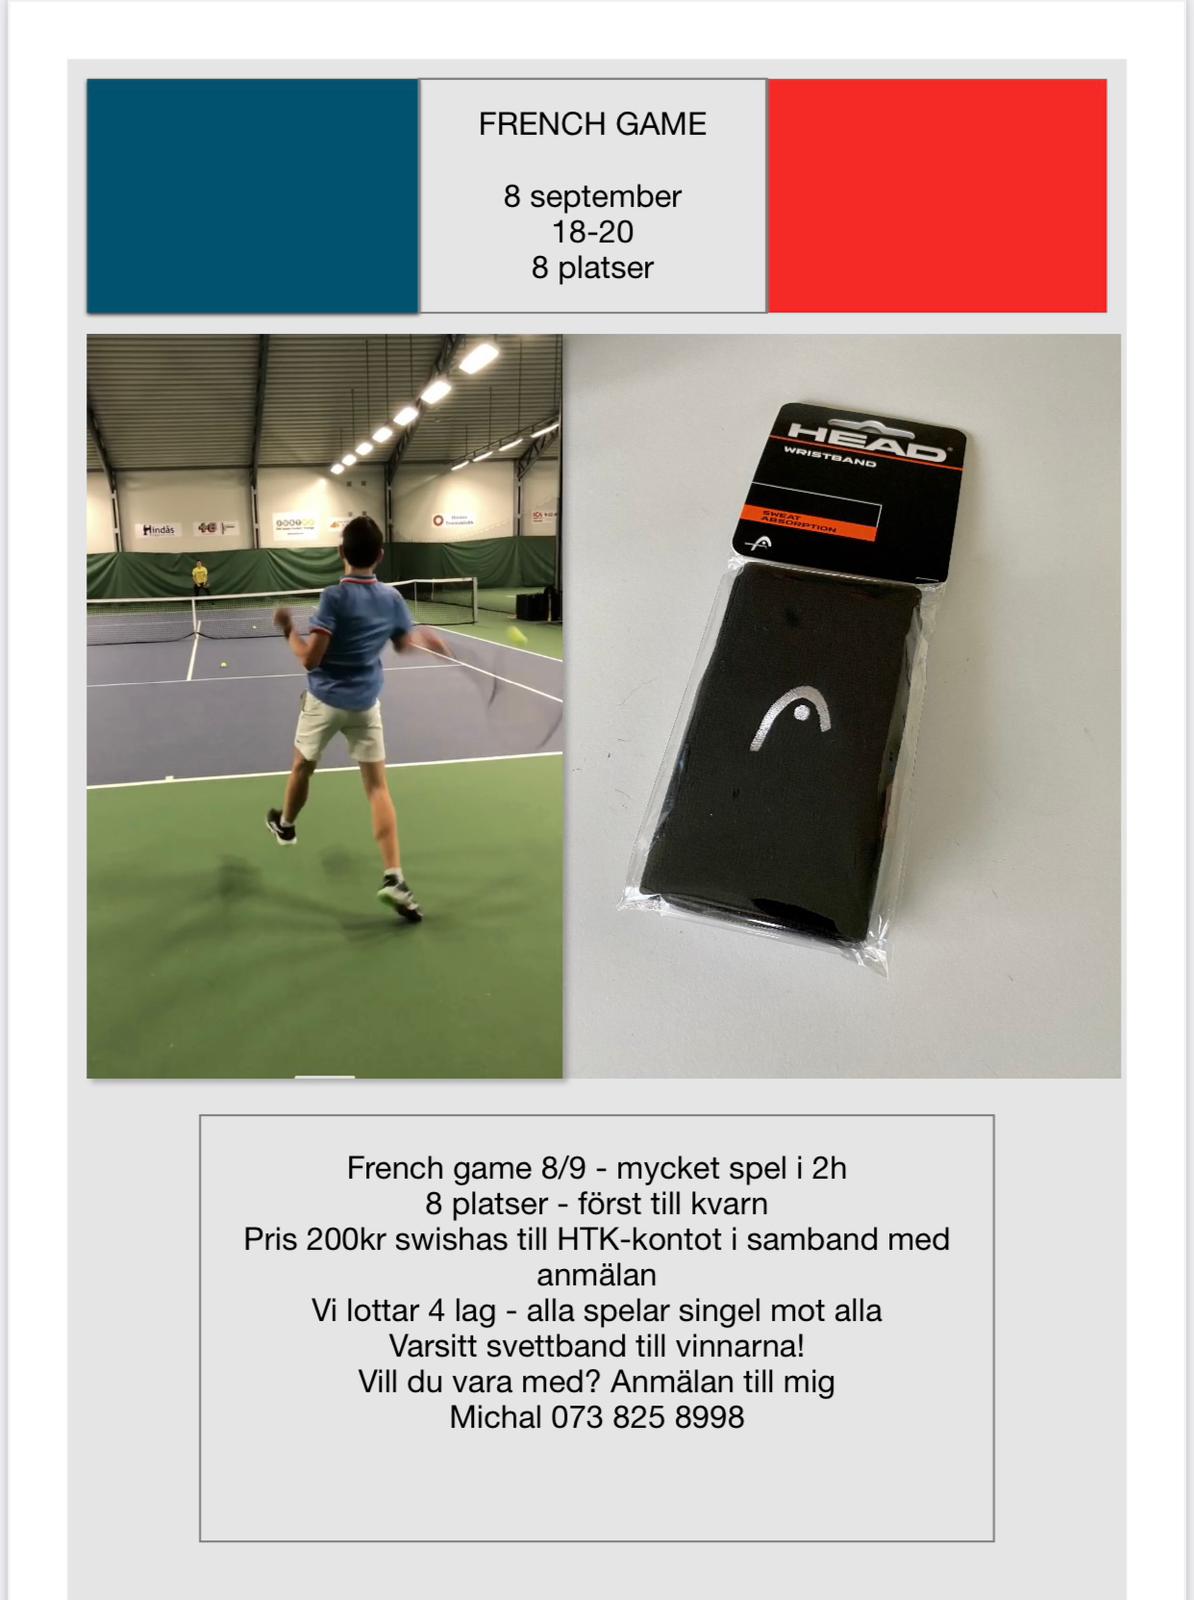 FRENCH GAME
8 september
18-20
8 platser
Hindås
HEAD
WRISTBAND
SWEAT
ABSORPTION
French game 8/9 - mycket spel i 2h
8 platser - först till kvarn
Pris 200kr swishas till HTK-kontot i samband med
anmälan
Vi lottar 4 lag - alla spelar singel mot alla
Varsitt svettband till vinnarna!
Vill du vara med? Anmälan till mig
Michal 073 825 8998